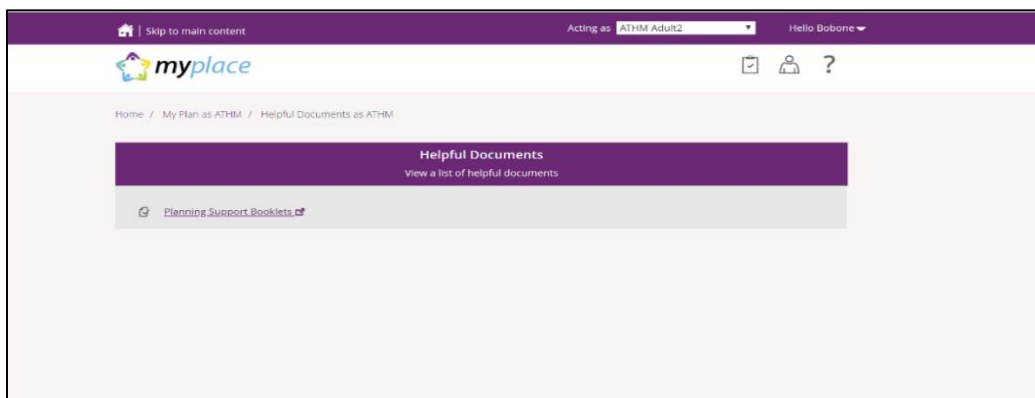 | Skip to main content
Acting as ATHM Adult2
Hello Bobone
myplace
?
Home / My Plan as ATHM / Helpful Documents as ATHM
Helpful Documents
View a list of helpful documents
Planning Support Booklets